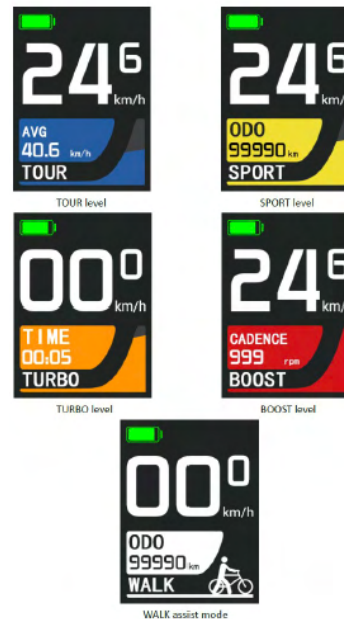 24 6
km/h
AVG
40.6 km/h
TOUR
TOUR level
24 6
km/
ODO
99990 km
SPORT
SPORT level
00 0
km/h
TIME
00:05
TURBO
TURBO level
24 6
km/h
CADENCE
999 rpm
BOOST
BOOST level
00 0
km/h
ODO
99990 km
WALK
WALK assist mode